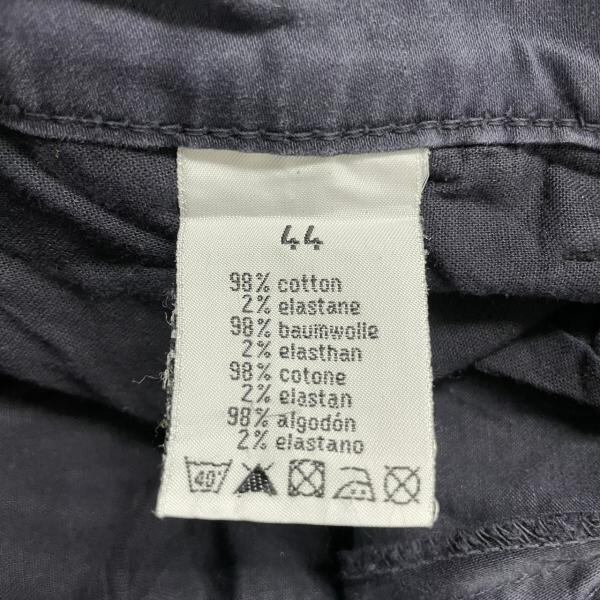 44
98% cotton
2% elastane
98% baumwolle
2% elasthan
98% cotone
2% elastan
98% algodón
2% elastano
40°